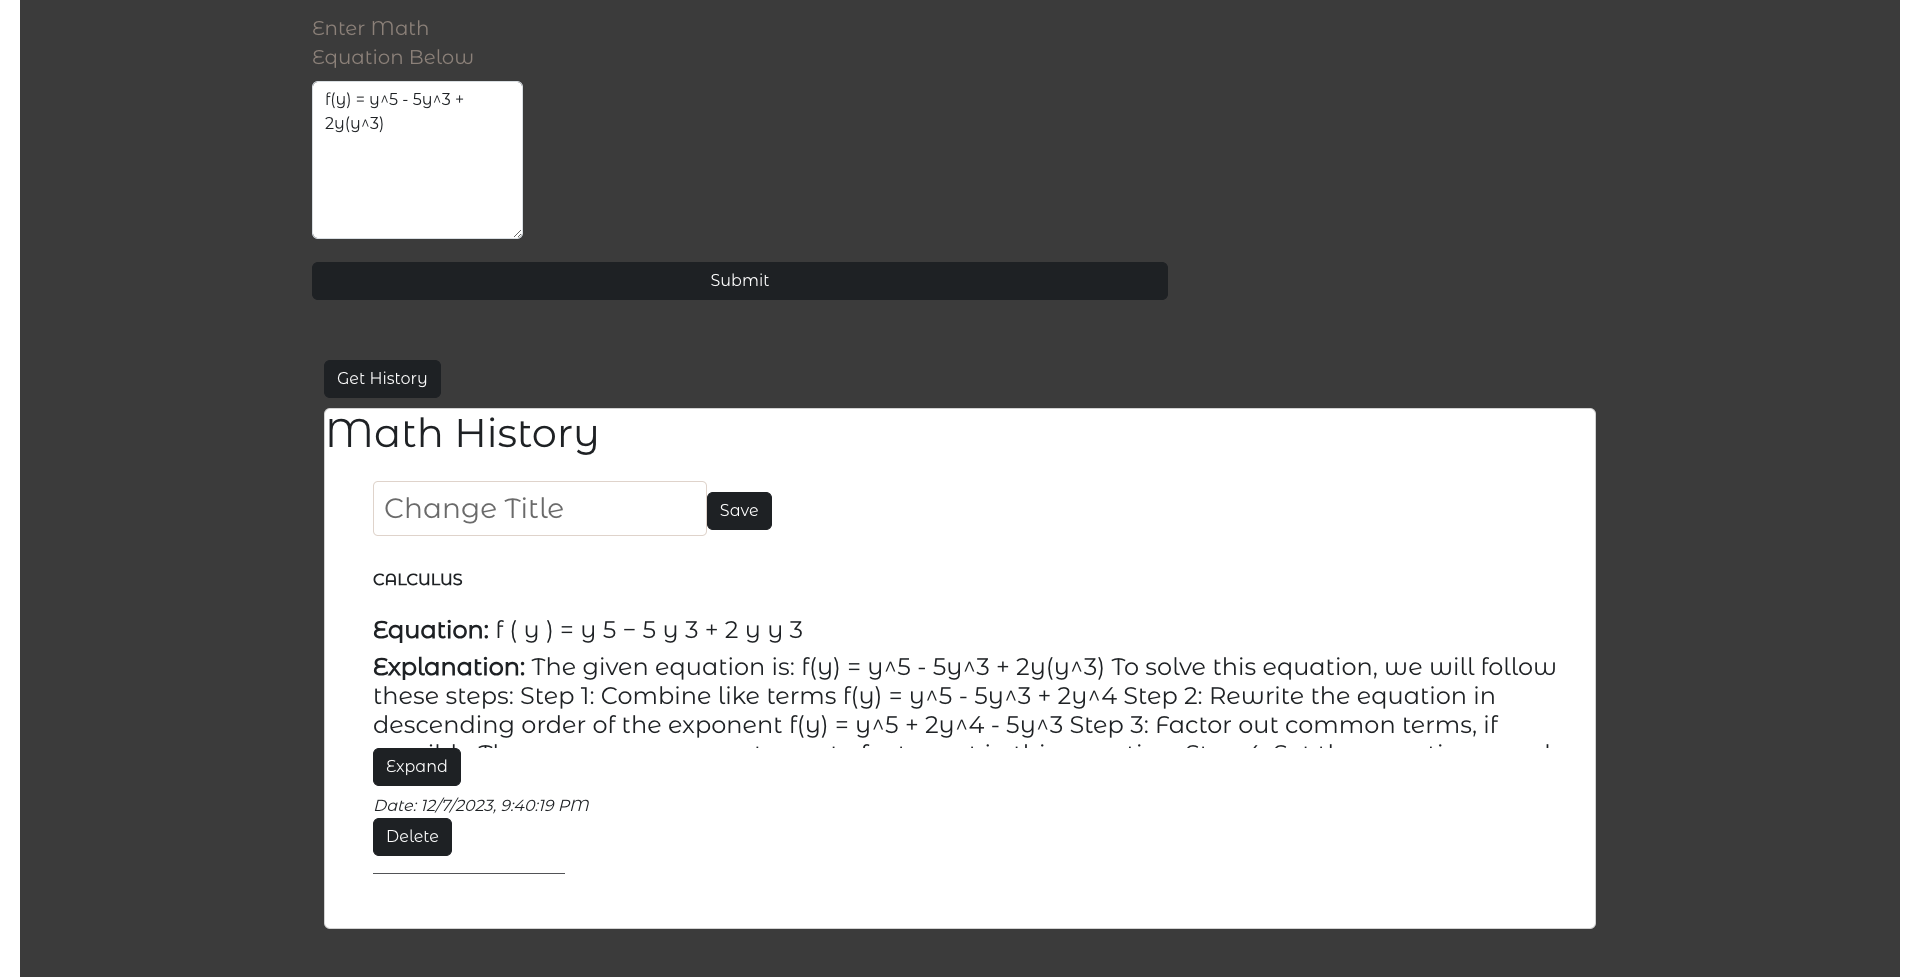 Enter Math
Equation Below
f(y) = y^5 - 5y^3 +
2y(y^3)
Submit
Get History
Math History
Change Title
Save
CALCULUS
Equation: f ( y ) = y 5 − 5 y 3 + 2 y y 3
Explanation: The given equation is: f(y) = y^5 - 5y^3 + 2y(y^3) To solve this equation, we will follow
these steps: Step 1: Combine like terms f(y) = y^5 - 5y^3 + 2y^4 Step 2: Rewrite the equation in
descending order of the exponent f(y) = y^5 + 2y^4 - 5y^3 Step 3: Factor out common terms, if
Expand
Date: 12/7/2023, 9:40:19 PM
Delete